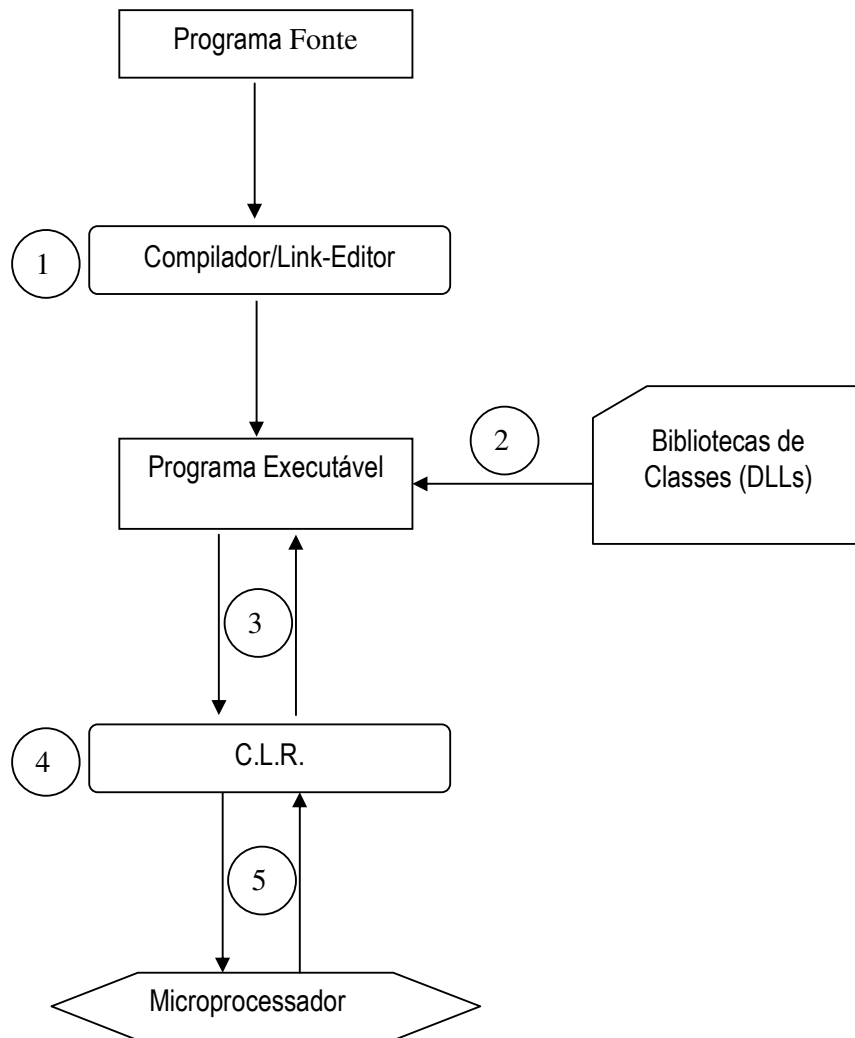 Programa Fonte
1
Compilador/Link-Editor
2
Bibliotecas de
Classes (DLLs)
Programa Executável
3
4
C.L.R.
5
Microprocessador